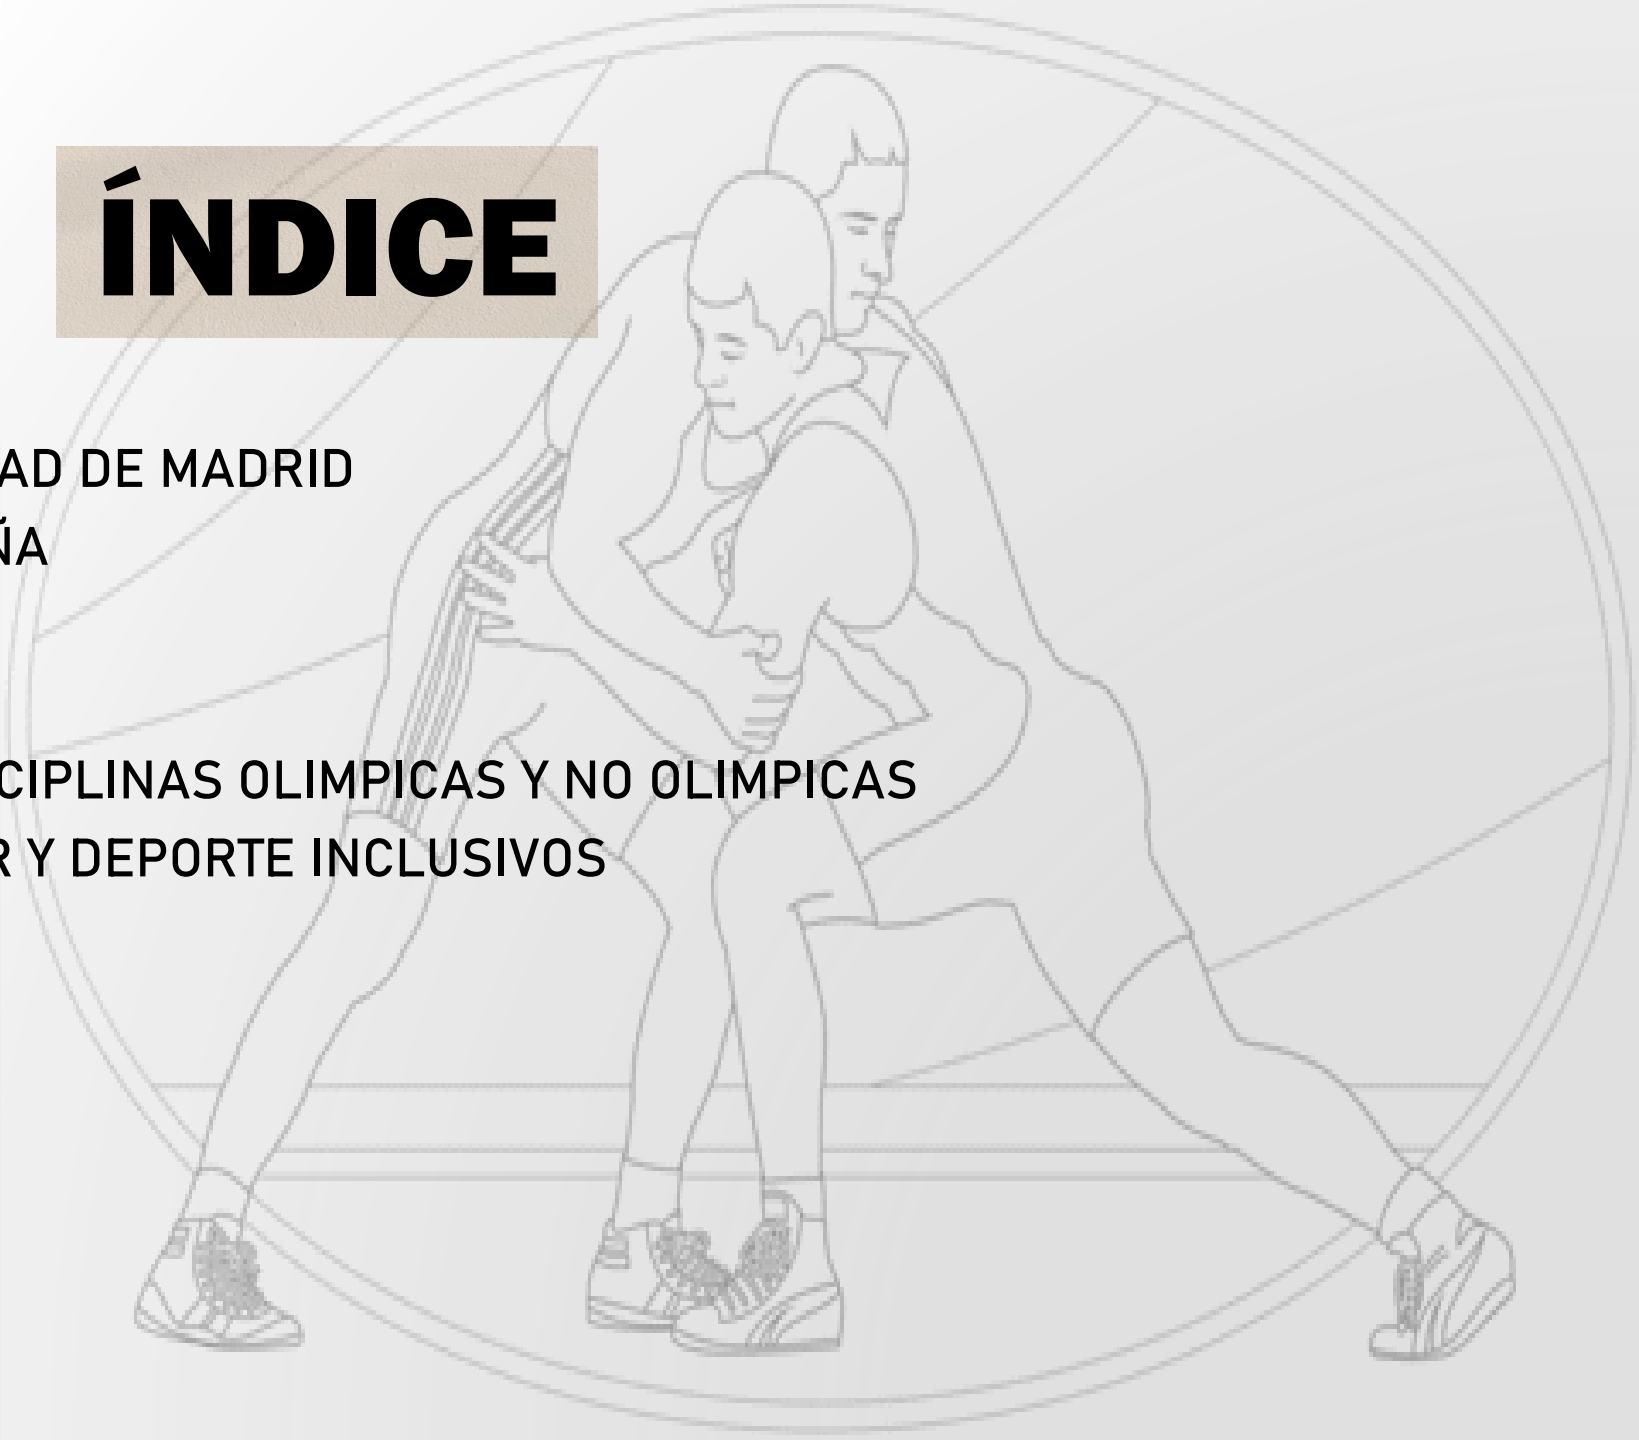 ÍNDICE
AD DE MADRID
ÑA
CIPLINAS OLIMPICAS Y NO OLIMPICAS
R Y DEPORTE INCLUSIVOS